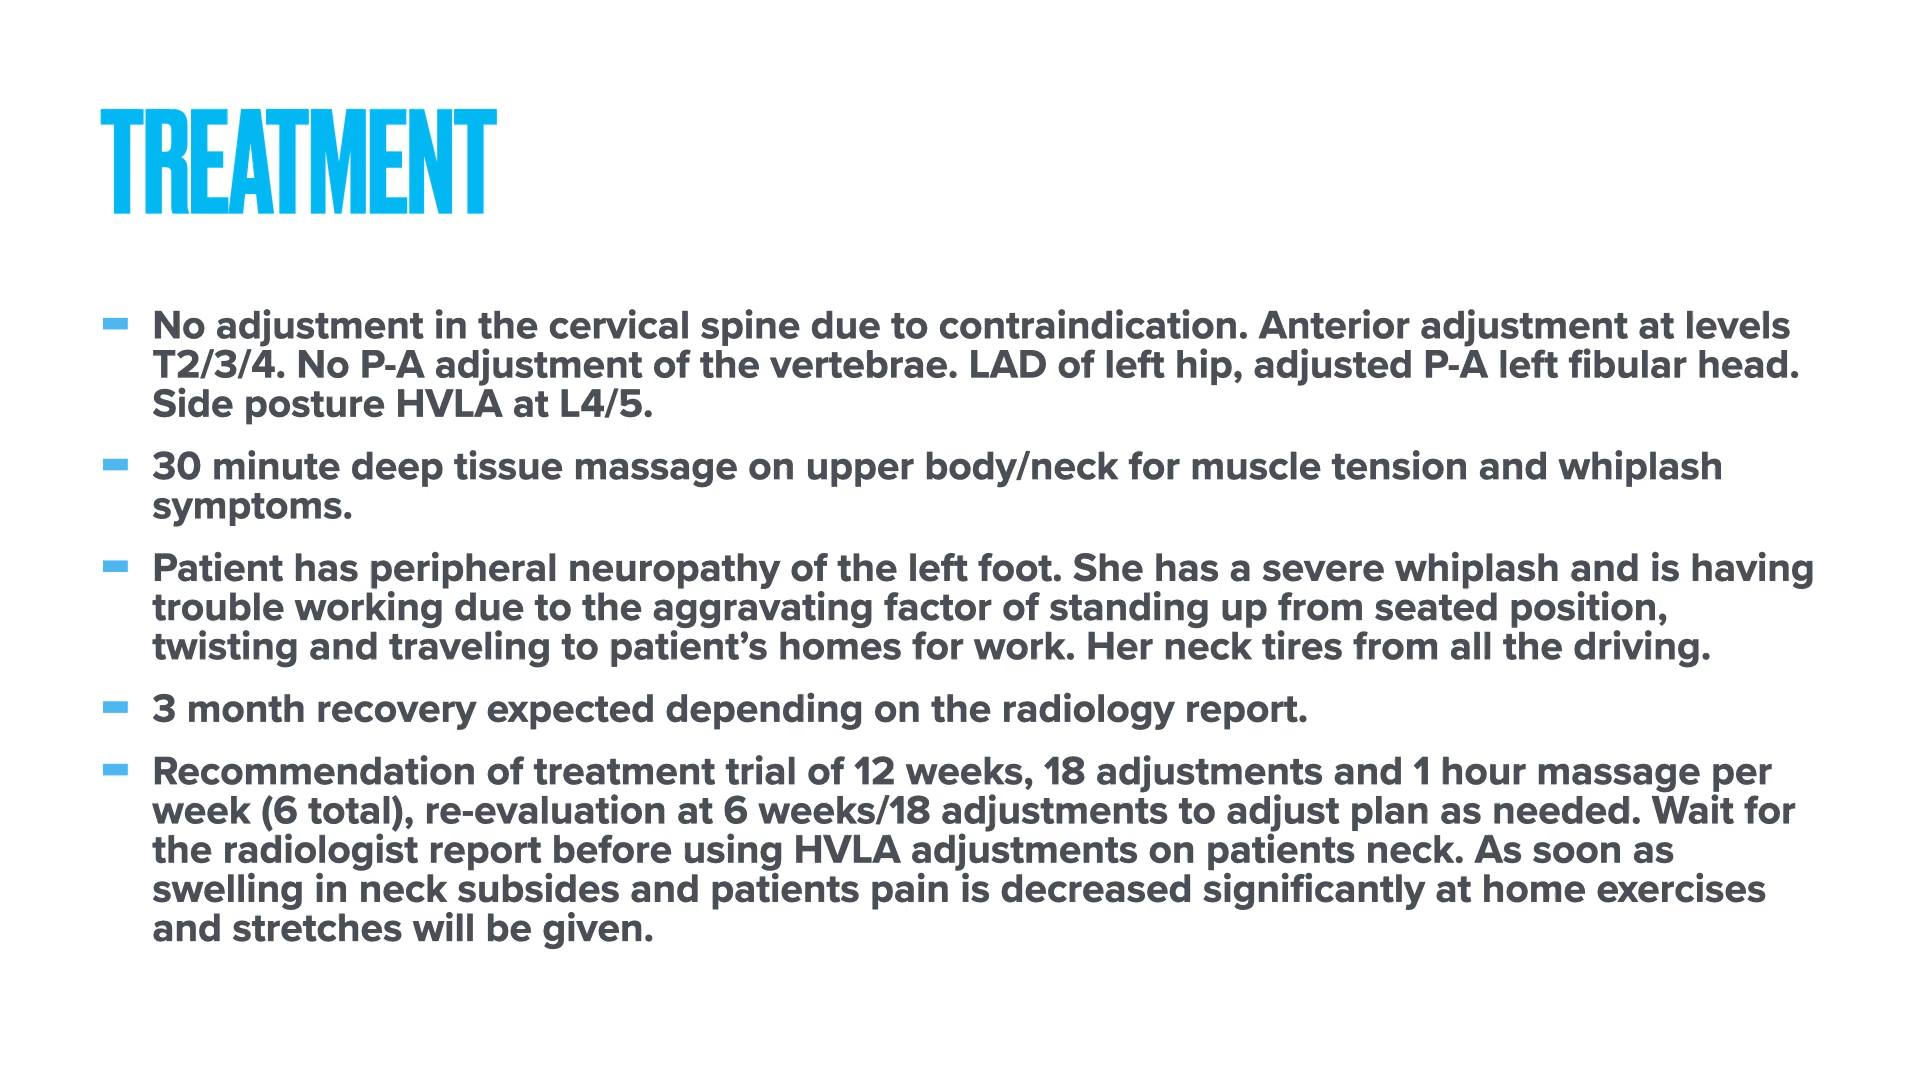 TREATMENT
No adjustment in the cervical spine due to contraindication. Anterior adjustment at levels
T2/3/4. No P-A adjustment of the vertebrae. LAD of left hip, adjusted P-A left fibular head.
Side posture HVLA at L4/5.
30 minute deep tissue massage on upper body/neck for muscle tension and whiplash
symptoms.
Patient has peripheral neuropathy of the left foot. She has a severe whiplash and is having
trouble working due to the aggravating factor of standing up from seated position,
twisting and traveling to patient’s homes for work. Her neck tires from all the driving.
3 month recovery expected depending on the radiology report.
Recommendation of treatment trial of 12 weeks, 18 adjustments and 1 hour massage per
week (6 total), re-evaluation at 6 weeks/18 adjustments to adjust plan as needed. Wait for
the radiologist report before using HVLA adjustments on patients neck. As soon as
swelling in neck subsides and patients pain is decreased significantly at home exercises
and stretches will be given.